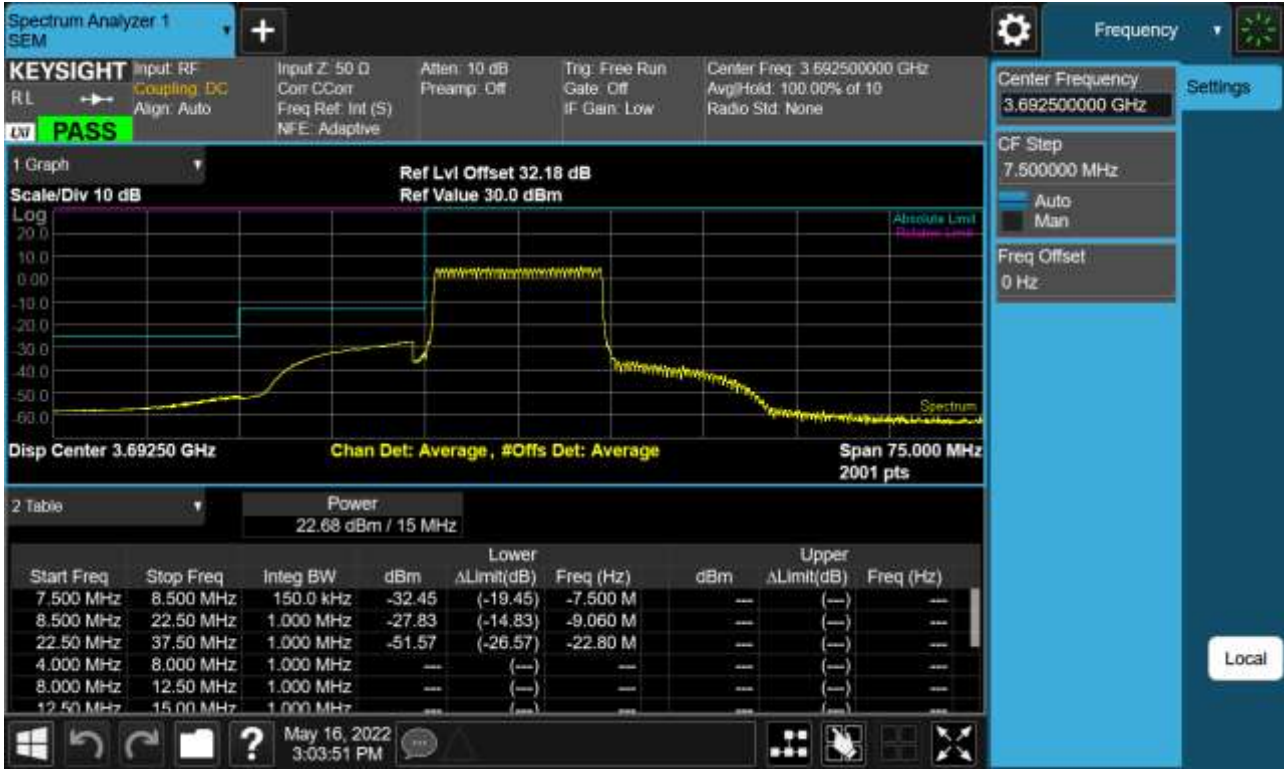 Spectrum Analyzer 1
SEM
+
Frequency
KEYSIGHT
RL
LXI
PASS
Input: RF
Coupling: DC
Align: Auto
Input Z: 50 Ω
Corr CCorr
Freq Ref: Int (S)
NFE: Adaptive
Atten: 10 dB
Preamp: Off
Trig: Free Run
Gate: Off
IF Gain: Low
Center Freq: 3.692500000 GHz
Avg|Hold: 100.00% of 10
Radio Std: None
Center Frequency
3.692500000 GHz
Settings
CF Step
7.500000 MHz
Auto
Man
Freq Offset
0 Hz
1 Graph
Scale/Div 10 dB
Ref Lvl Offset 32.18 dB
Ref Value 30.0 dBm
Log
20.0
10.0
0.00
-10.0
-20.0
-30.0
-40.0
-50.0
-60.0
Absolute Limit
Relative Limit
Spectrum
Disp Center 3.69250 GHz
Chan Det: Average, #Offs Det: Average
Span 75.000 MHz
2001 pts
2 Table
Power
22.68 dBm / 15 MHz
Lower Upper
Start Freq Stop Freq Integ BW dBm ΔLimit(dB) Freq (Hz) dBm ΔLimit(dB) Freq (Hz)
7.500 MHz 8.500 MHz 150.0 kHz -32.45 (-19.45) -7.500 M --- (---) ---
8.500 MHz 22.50 MHz 1.000 MHz -27.83 (-14.83) -9.060 M --- (---) ---
22.50 MHz 37.50 MHz 1.000 MHz -51.57 (-26.57) -22.80 M --- (---) ---
4.000 MHz 8.000 MHz 1.000 MHz --- (---) --- --- (---) ---
8.000 MHz 12.50 MHz 1.000 MHz --- (---) --- --- (---) ---
12.50 MHz 15.00 MHz 1.000 MHz --- (---) --- --- (---) ---
Local
?
May 16, 2022
3:03:51 PM